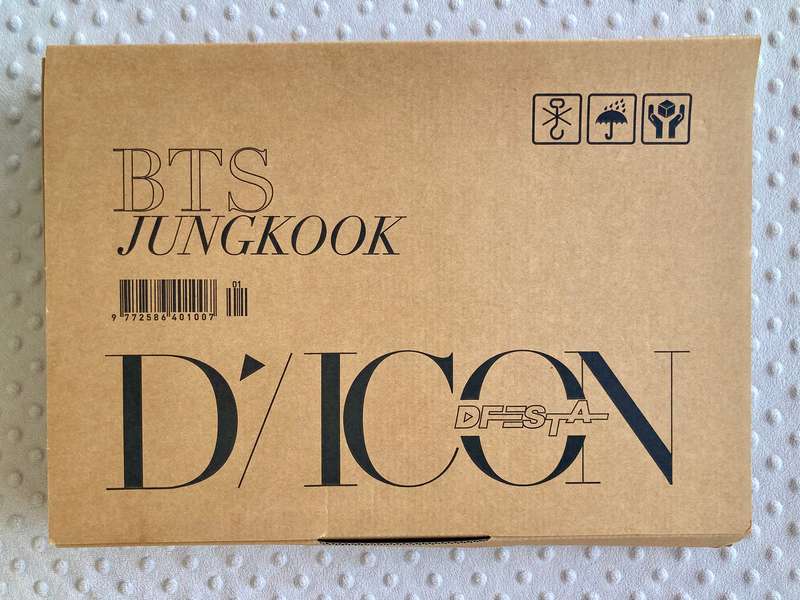 BTS
JUNGKOOK
01
9 772586 401007
D'/ICON
DFESTA